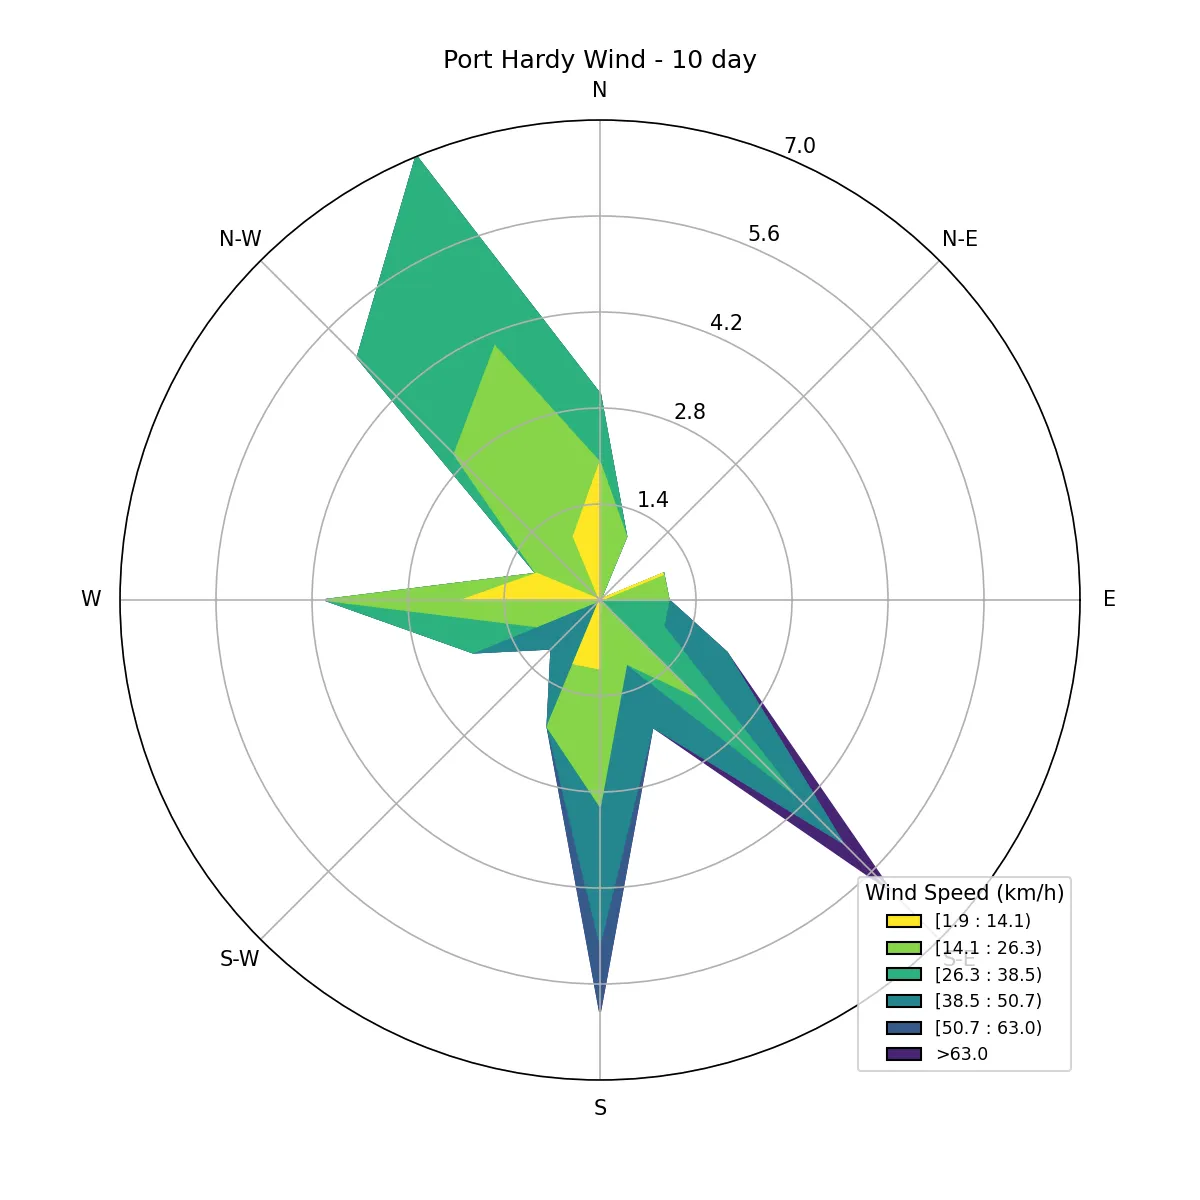 Port Hardy Wind - 10 day
N
7.0
N-W
5.6
N-E
4.2
2.8
1.4
W
E
Wind Speed (km/h)
[1.9 : 14.1)
[14.1 : 26.3)
S-W
S-E
[26.3 : 38.5)
[38.5 : 50.7)
[50.7 : 63.0)
>63.0
S